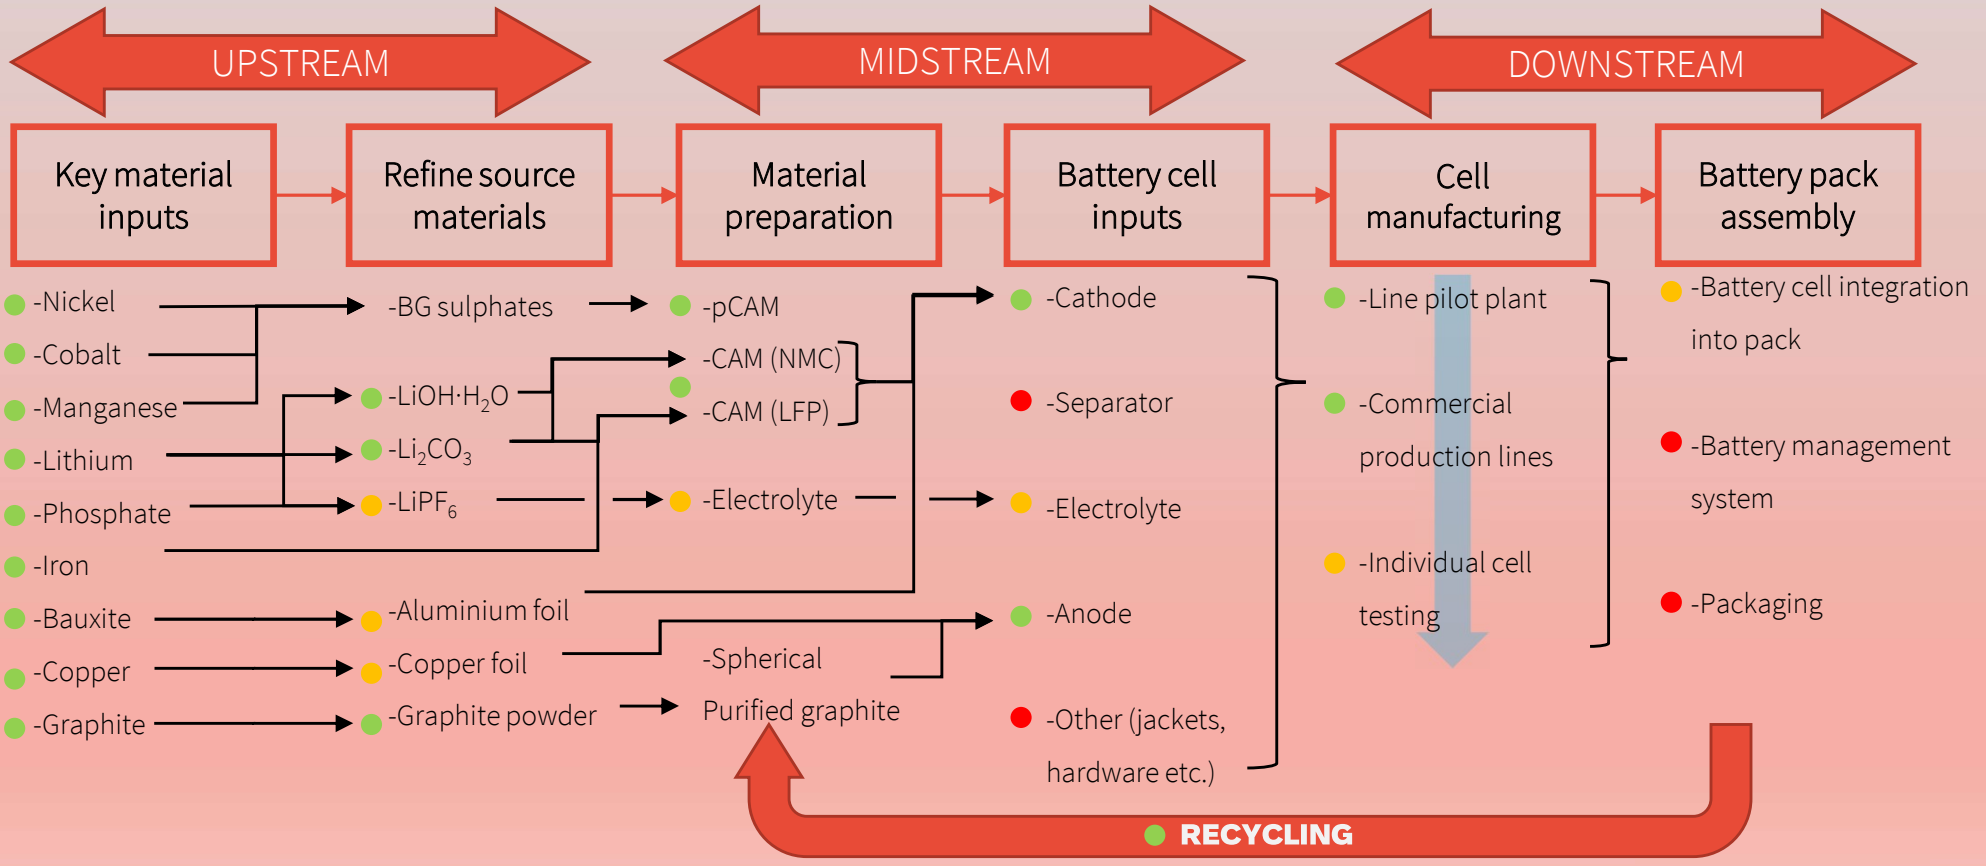 UPSTREAM
MIDSTREAM
DOWNSTREAM
Key material
inputs
Refine source
materials
Material
preparation
Battery cell
inputs
Cell
manufacturing
Battery pack
assembly
-Nickel
-Cobalt
-Manganese
-Lithium
-Phosphate
-Iron
-Bauxite
-Copper
-Graphite
-BG sulphates
-LiOH·H₂O
-Li₂CO₃
-LiPF₆
-Aluminium foil
-Copper foil
-Graphite powder
-pCAM
-CAM (NMC)
-CAM (LFP)
-Electrolyte
-Spherical
Purified graphite
-Cathode
-Separator
-Electrolyte
-Anode
-Other (jackets,
hardware etc.)
-Line pilot plant
-Commercial
production lines
-Individual cell
testing
-Battery cell integration
into pack
-Battery management
system
-Packaging
RECYCLING